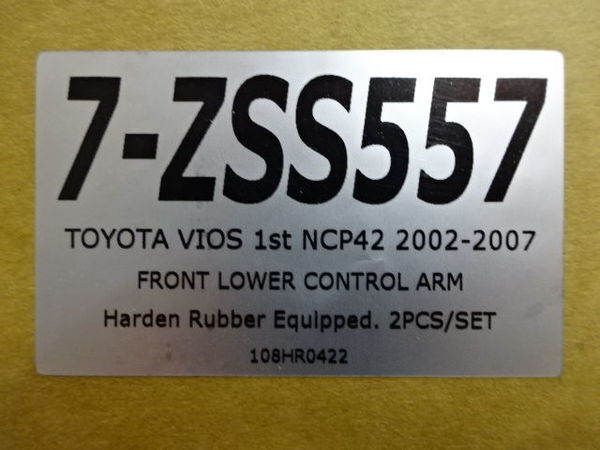 7-ZSS557
TOYOTA VIOS 1st NCP42 2002-2007
FRONT LOWER CONTROL ARM
Harden Rubber Equipped. 2PCS/SET
108HR0422